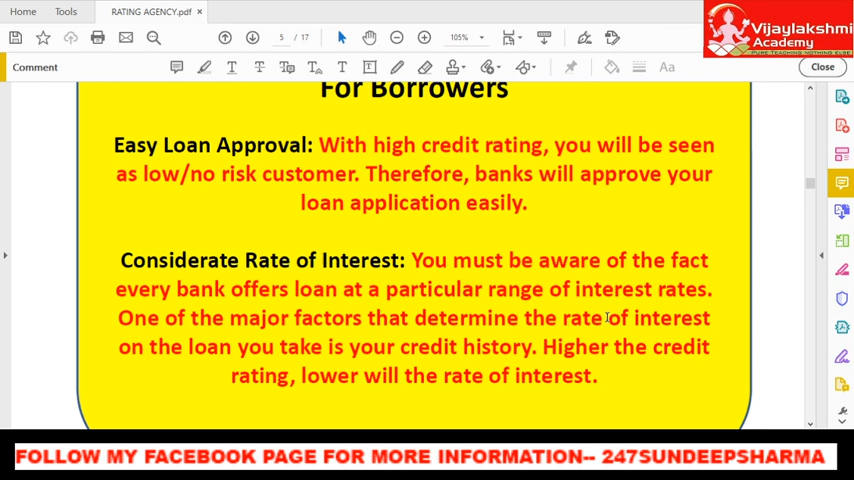 Home Tools RATING AGENCY.pdf ×
5 / 17 105%
Comment Aa Close
Vijaylakshmi
Academy
PURE TEACHING NOTHING ELSE
For Borrowers
Easy Loan Approval: With high credit rating, you will be seen
as low/no risk customer. Therefore, banks will approve your
loan application easily.
Considerate Rate of Interest: You must be aware of the fact
every bank offers loan at a particular range of interest rates.
One of the major factors that determine the rate of interest
on the loan you take is your credit history. Higher the credit
rating, lower will the rate of interest.
FOLLOW MY FACEBOOK PAGE FOR MORE INFORMATION-- 247SUNDEEPSHARMA